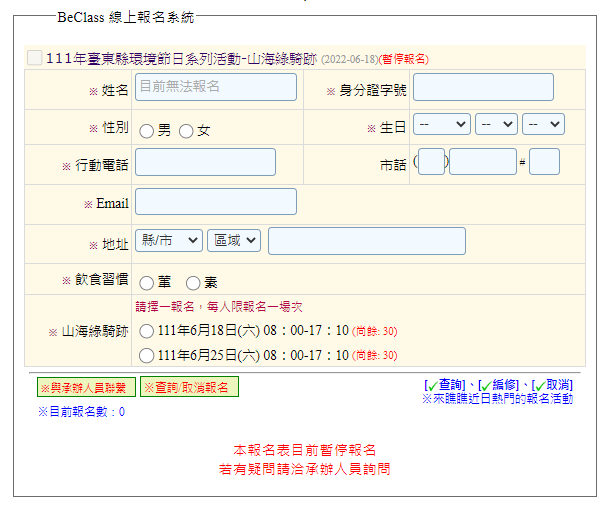 BeClass 線上報名系統
111年臺東縣環境節日系列活動-山海綠騎跡 (2022-06-18)(暫停報名)
※ 姓名 目前無法報名 ※ 身分證字號
※ 性別 男 女 ※ 生日 -- -- --
※ 行動電話 市話 ( ) #
※ Email
※ 地址 縣/市 區域
※ 飲食習慣 葷 素
請擇一報名，每人限報名一場次
※ 山海綠騎跡 111年6月18日(六) 08：00-17：10 (尚餘: 30)
111年6月25日(六) 08：00-17：10 (尚餘: 30)
※與承辦人員聯繫 ※查詢/取消報名 [✓查詢]、[✓編修]、[✓取消]
※來瞧瞧近日熱門的報名活動
※目前報名數：0
本報名表目前暫停報名
若有疑問請洽承辦人員詢問